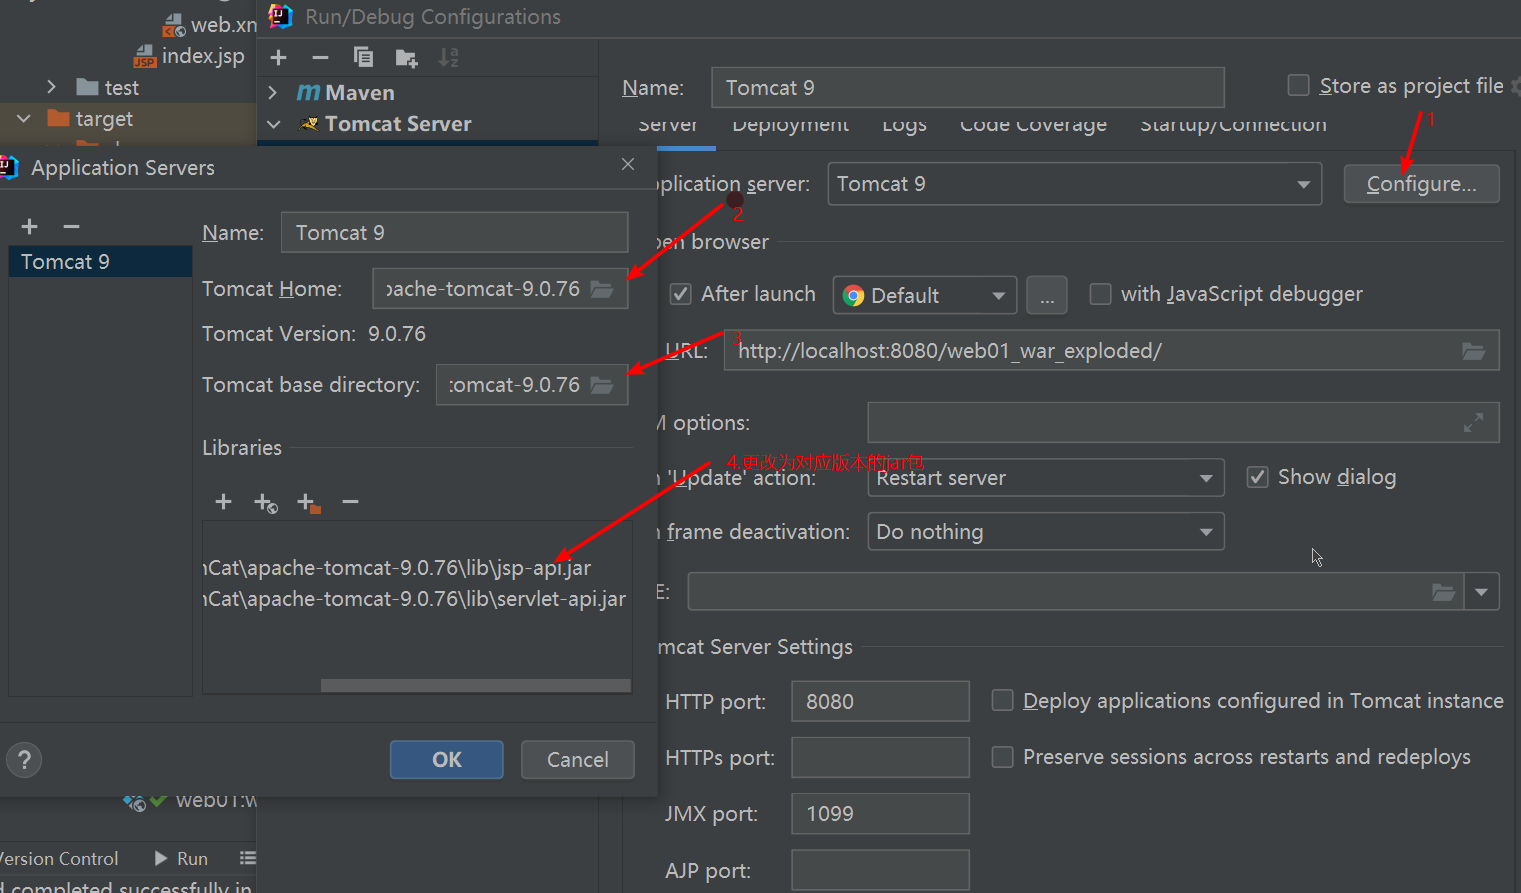 web.xn
index.jsp
test
target
Run/Debug Configurations
Maven
Tomcat Server
Name: Tomcat 9
Store as project file
1
Server Deployment Logs Code Coverage Startup/Connection
Application Servers
pplication server: Tomcat 9 Configure...
2
Name: Tomcat 9
pen browser
Tomcat 9
Tomcat Home: pache-tomcat-9.0.76
After launch Default ... with JavaScript debugger
Tomcat Version: 9.0.76
3
URL: http://localhost:8080/web01_war_exploded/
Tomcat base directory: tomcat-9.0.76
M options:
Libraries
4.更改为对应版本的jar包
n 'Update' action: Restart server Show dialog
n frame deactivation: Do nothing
nCat\apache-tomcat-9.0.76\lib\jsp-api.jar
nCat\apache-tomcat-9.0.76\lib\servlet-api.jar
E:
mcat Server Settings
HTTP port: 8080 Deploy applications configured in Tomcat instance
HTTPs port: Preserve sessions across restarts and redeploys
? OK Cancel
web01:w
JMX port: 1099
ersion Control Run
AJP port:
d completed successfully in